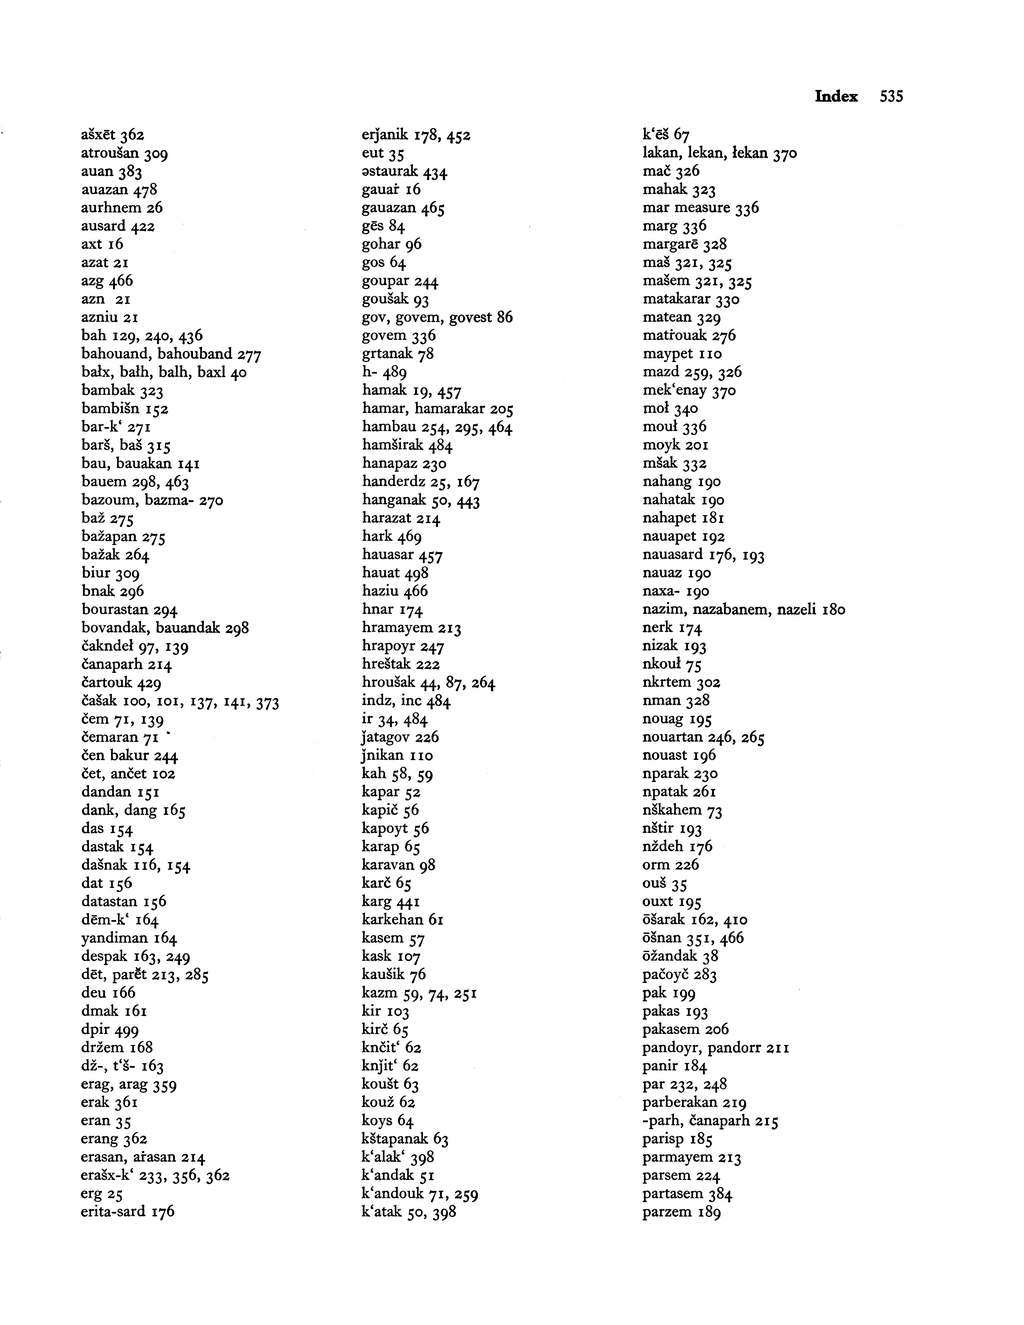 Index 535
ašxēt 362
atroušan 309
auan 383
auazan 478
aurhnem 26
ausard 422
axt 16
azat 21
azg 466
azn 21
azniu 21
bah 129, 240, 436
bahouand, bahouband 277
bałx, bałh, balh, baxl 40
bambak 323
bambišn 152
bar-k‘ 271
barš, baš 315
bau, bauakan 141
bauem 298, 463
bazoum, bazma- 270
baž 275
bažapan 275
bažak 264
biur 309
bnak 296
bourastan 294
bovandak, bauandak 298
čakndeł 97, 139
čanaparh 214
čartouk 429
čašak 100, 101, 137, 141, 373
čem 71, 139
čemaran 71
čen bakur 244
čet, ančet 102
dandan 151
dank, dang 165
das 154
dastak 154
dašnak 116, 154
dat 156
datastan 156
dēm-k‘ 164
yandiman 164
despak 163, 249
dēt, parēt 213, 285
deu 166
dmak 161
dpir 499
držem 168
dž-, t‘š- 163
erag, arag 359
erak 361
eran 35
erang 362
erasan, aŕasan 214
erašx-k‘ 233, 356, 362
erg 25
erita-sard 176
erǰanik 178, 452
eut 35
əstaurak 434
gauaŕ 16
gauazan 465
gēs 84
gohar 96
gos 64
goupar 244
goušak 93
gov, govem, govest 86
govem 336
grtanak 78
h- 489
hamak 19, 457
hamar, hamarakar 205
hambau 254, 295, 464
hamširak 484
hanapaz 230
handerdz 25, 167
hanganak 50, 443
harazat 214
hark 469
hauasar 457
hauat 498
haziu 466
hnar 174
hramayem 213
hrapoyr 247
hreštak 222
hroušak 44, 87, 264
indz, inc 484
ir 34, 484
ǰatagov 226
ǰnikan 110
kah 58, 59
kapar 52
kapič 56
kapoyt 56
karap 65
karavan 98
karč 65
karg 441
karkehan 61
kasem 57
kask 107
kaušik 76
kazm 59, 74, 251
kir 103
kirč 65
knčit‘ 62
knǰit‘ 62
koušt 63
kouž 62
koys 64
kštapanak 63
k‘alak‘ 398
k‘andak 51
k‘andouk 71, 259
k‘atak 50, 398
k‘ēš 67
lakan, lekan, łekan 370
mač 326
mahak 323
mar measure 336
marg 336
margarē 328
maš 321, 325
mašem 321, 325
matakarar 330
matean 329
matŕouak 276
maypet 110
mazd 259, 326
mek‘enay 370
moł 340
mouł 336
moyk 201
mšak 332
nahang 190
nahatak 190
nahapet 181
nauapet 192
nauasard 176, 193
nauaz 190
naxa- 190
nazim, nazabanem, nazeli 180
nerk 174
nizak 193
nkouł 75
nkrtem 302
nman 328
nouag 195
nouartan 246, 265
nouast 196
nparak 230
npatak 261
nškahem 73
nštir 193
nždeh 176
orm 226
ouš 35
ouxt 195
ōšarak 162, 410
ōšnan 351, 466
ōžandak 38
pačoyč 283
pak 199
pakas 193
pakasem 206
pandoyr, pandorr 211
panir 184
par 232, 248
parberakan 219
-parh, čanaparh 215
parisp 185
parmayem 213
parsem 224
partasem 384
parzem 189